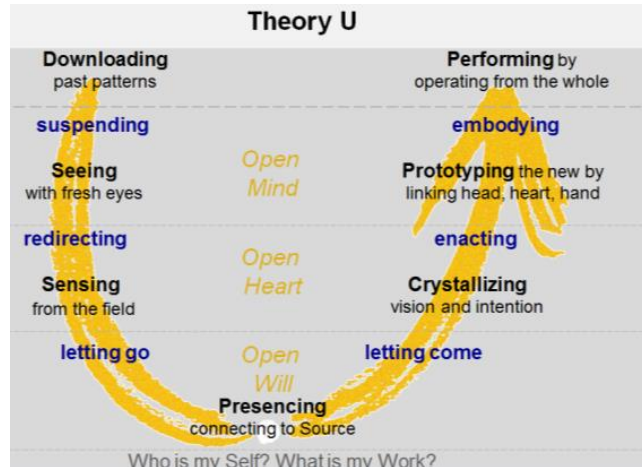 Theory U
Downloading
past patterns
suspending
Seeing
with fresh eyes
redirecting
Sensing
from the field
letting go
Open
Mind
Open
Heart
Open
Will
Presencing
connecting to Source
Performing by
operating from the whole
embodying
Prototyping the new by
linking head, heart, hand
enacting
Crystallizing
vision and intention
letting come
Who is my Self? What is my Work?